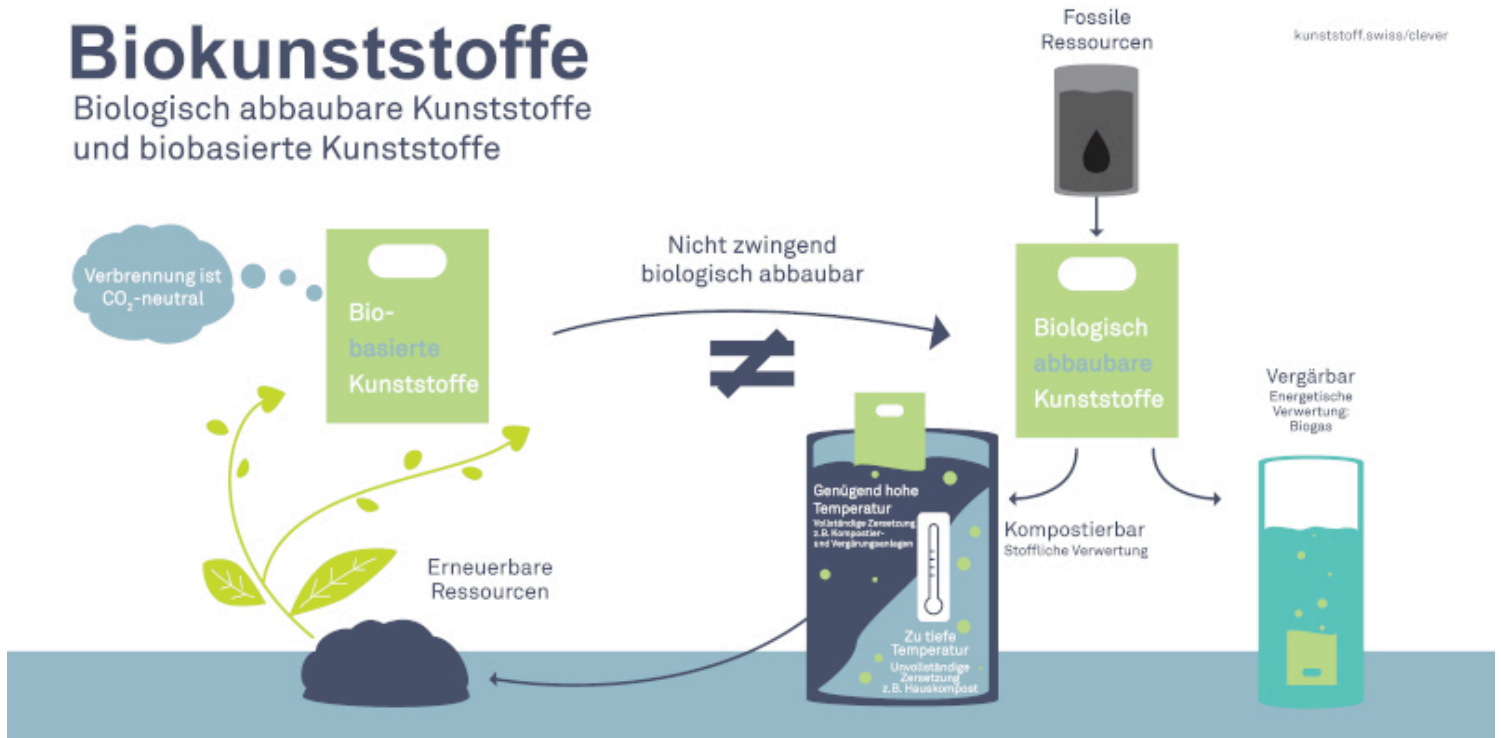 Biokunststoffe
Biologisch abbaubare Kunststoffe
und biobasierte Kunststoffe
Fossile
Ressourcen
kunststoff.swiss/clever
Verbrennung ist
CO₂-neutral
Bio-
basierte
Kunststoffe
Nicht zwingend
biologisch abbaubar
≠
Biologisch
abbaubare
Kunststoffe
Vergärbar
Energetische
Verwertung:
Biogas
Genügend hohe
Temperatur
Vollständige Zersetzung
z.B. Kompostier-
und Vergärungsanlagen
Kompostierbar
Stoffliche Verwertung
Erneuerbare
Ressourcen
Zu tiefe
Temperatur
Unvollständige
Zersetzung
z.B. Hauskompost